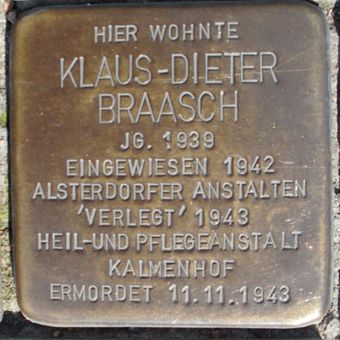 HIER WOHNTE
KLAUS-DIETER
BRAASCH
JG. 1939
EINGEWIESEN 1942
ALSTERDORFER ANSTALTEN
'VERLEGT' 1943
HEIL-UND PFLEGEANSTALT
KALMENHOF
ERMORDET 11.11.1943